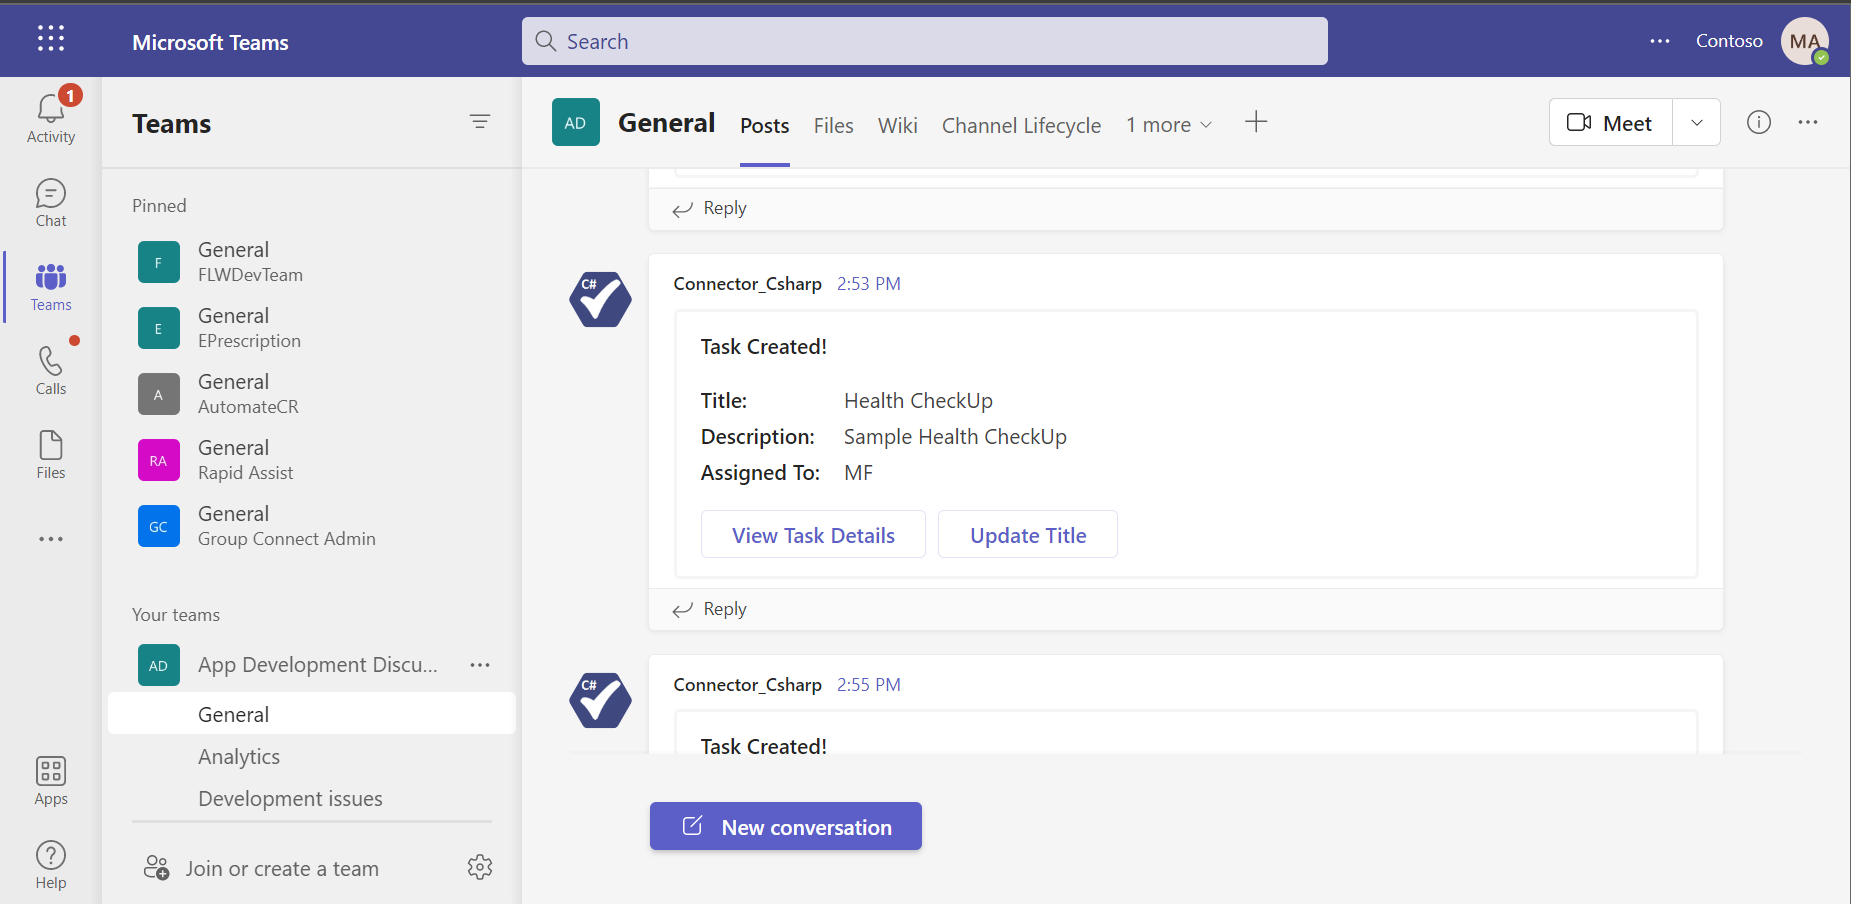 Microsoft Teams
Search
Contoso
MA
1
Activity
Chat
Teams
Calls
Files
Apps
Help
Teams
Pinned
F
General
FLWDevTeam
E
General
EPrescription
A
General
AutomateCR
RA
General
Rapid Assist
GC
General
Group Connect Admin
Your teams
AD
App Development Discu...
General
Analytics
Development issues
Join or create a team
AD
General
Posts
Files
Wiki
Channel Lifecycle
1 more
Meet
Reply
C#
Connector_Csharp 2:53 PM
Task Created!
Title: Health CheckUp
Description: Sample Health CheckUp
Assigned To: MF
View Task Details
Update Title
Reply
C#
Connector_Csharp 2:55 PM
Task Created!
New conversation